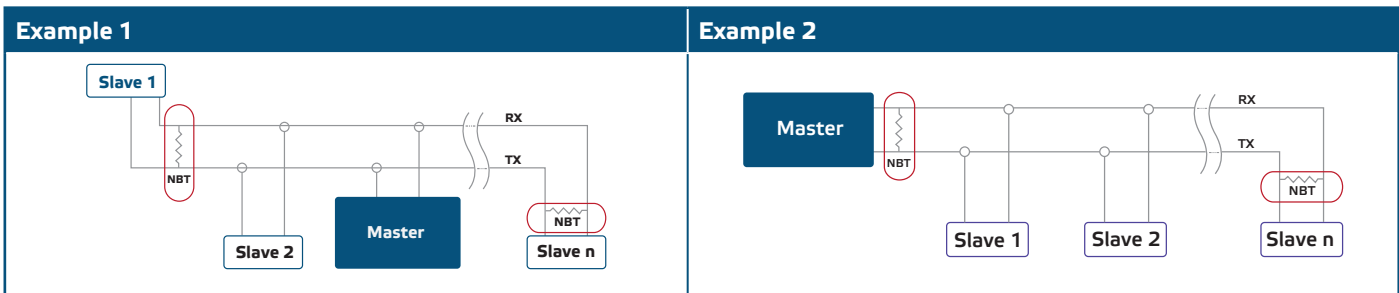 Example 1
Slave 1
RX
TX
NBT
NBT
Slave 2
Master
Slave n
Example 2
Master
RX
TX
NBT
NBT
Slave 1
Slave 2
Slave n